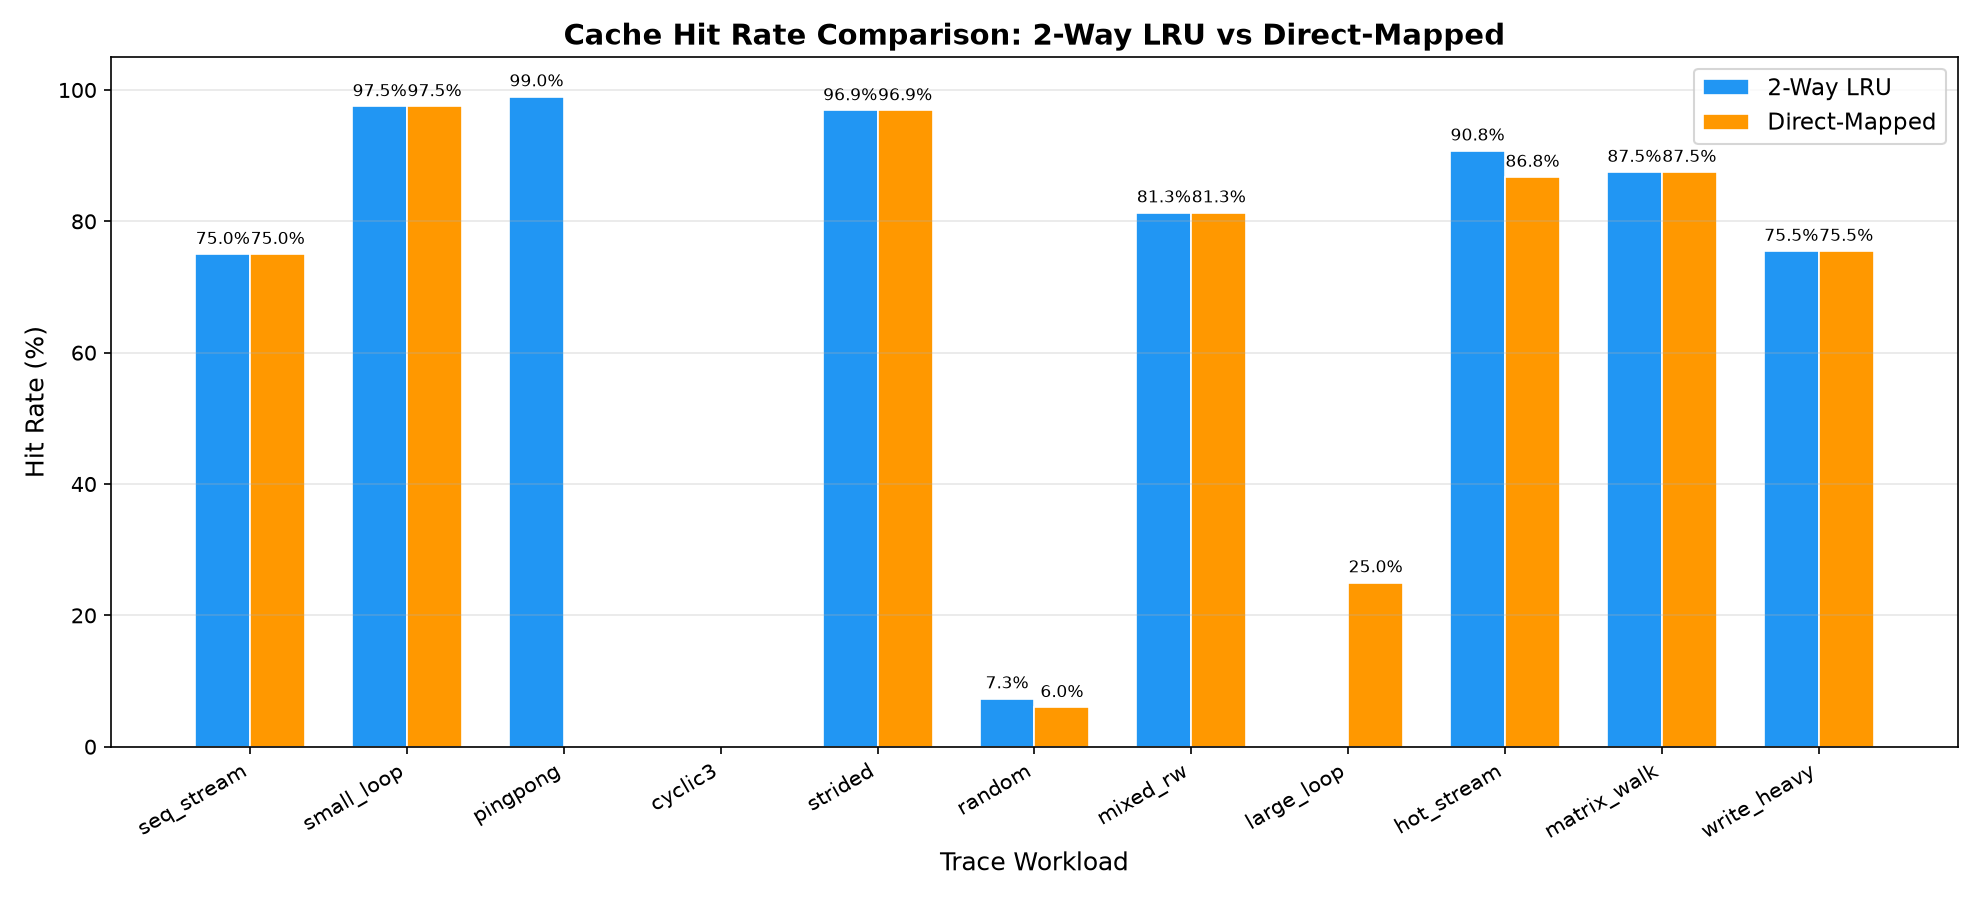 Cache Hit Rate Comparison: 2-Way LRU vs Direct-Mapped
2-Way LRU
Direct-Mapped
Hit Rate (%)
100
80
60
40
20
0
75.0% 75.0%
97.5% 97.5%
99.0%
96.9% 96.9%
7.3% 6.0%
81.3% 81.3%
25.0%
90.8% 86.8%
87.5% 87.5%
75.5% 75.5%
seq_stream
small_loop
pingpong
cyclic3
strided
random
mixed_rw
large_loop
hot_stream
matrix_walk
write_heavy
Trace Workload